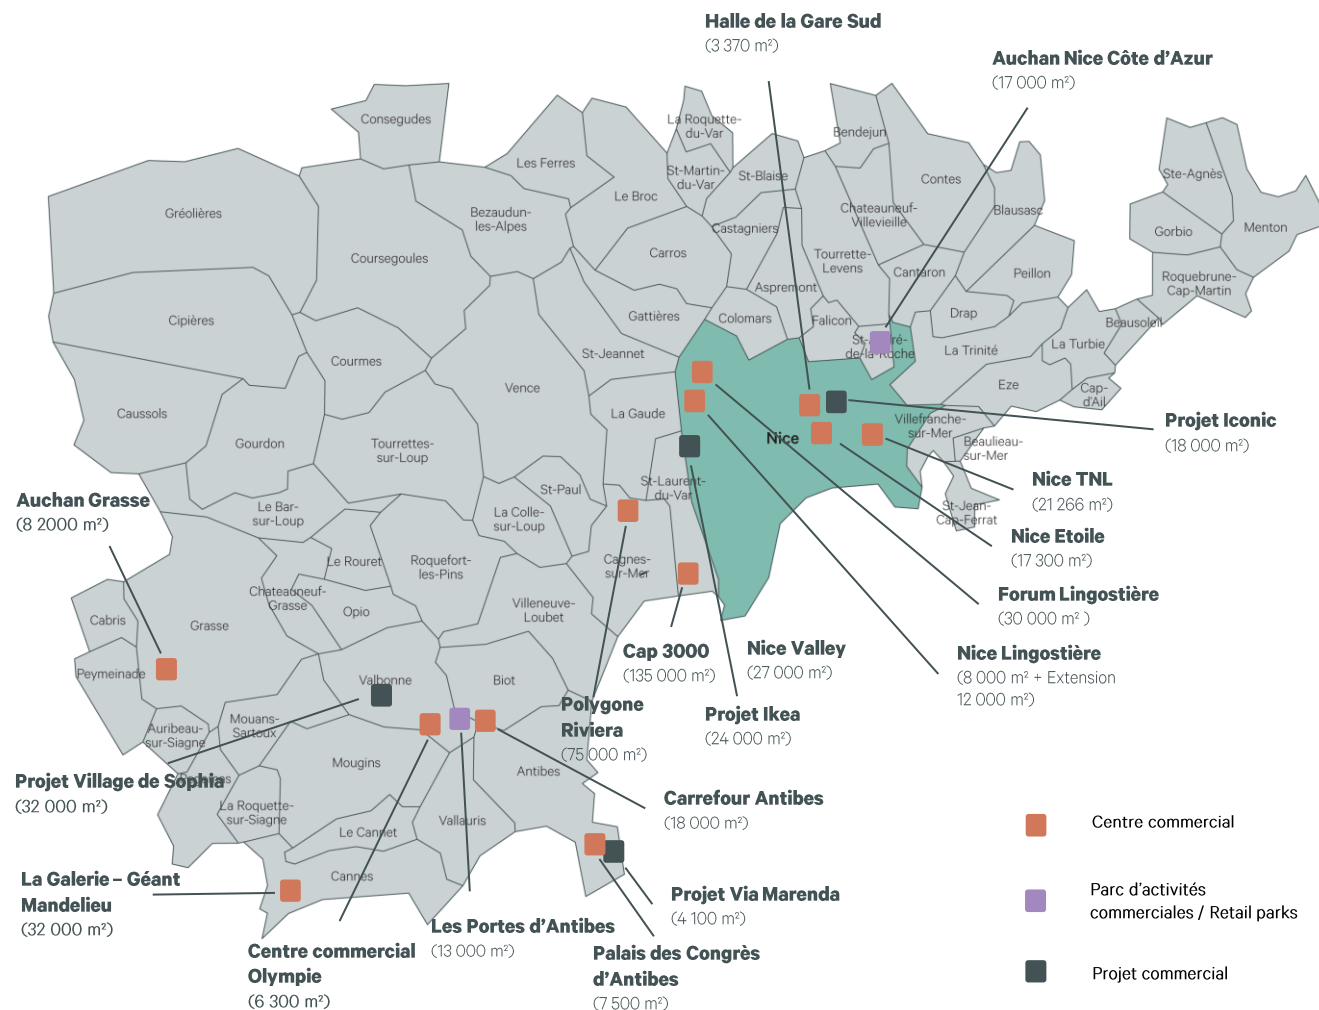 Halle de la Gare Sud
(3 370 m²)
Auchan Nice Côte d’Azur
(17 000 m²)
Consegudes
La Roquette-
du-Var
Bendejun
Les Ferres
St-Martin-
du-Var
St-Blaise
Contes
Ste-Agnès
Le Broc
Gréolières
Bezaudun-
les-Alpes
Chateauneuf-
Villevieille
Blausasc
Castagniers
Gorbio
Menton
Coursegoules
Carros
Tourrette-
Levens
Cantaron
Peillon
Roquebrune-
Cap-Martin
Aspremont
Cipières
Gattières
Colomars
Falicon
Drap
Beausoleil
Courmes
St-Jeannet
St-André-
de-la-Roche
La Trinité
La Turbie
Vence
Eze
Cap-
d'Ail
Caussols
La Gaude
Gourdon
Tourrettes-
sur-Loup
Nice
Villefranche-
sur-Mer
Beaulieu-
sur-Mer
Projet Iconic
(18 000 m²)
St-Paul
St-Laurent-
du-Var
Nice TNL
(21 266 m²)
Auchan Grasse
(8 2000 m²)
Le Bar-
sur-Loup
La Colle-
sur-Loup
St-Jean-
Cap-Ferrat
Nice Etoile
(17 300 m²)
Le Rouret
Roquefort-
les-Pins
Cagnes-
sur-Mer
Chateauneuf-
Grasse
Opio
Villeneuve-
Loubet
Forum Lingostière
(30 000 m² )
Cabris
Grasse
Cap 3000
(135 000 m²)
Nice Valley
(27 000 m²)
Nice Lingostière
(8 000 m² + Extension
12 000 m²)
Peymeinade
Valbonne
Biot
Polygone
Riviera
(75 000 m²)
Projet Ikea
(24 000 m²)
Auribeau-
sur-Siagne
Mouans-
Sartoux
Mougins
Antibes
Projet Village de Sophia
(32 000 m²)
Carrefour Antibes
(18 000 m²)
La Roquette-
sur-Siagne
Le Cannet
Vallauris
Centre commercial
La Galerie – Géant
Mandelieu
(32 000 m²)
Cannes
Projet Via Marenda
(4 100 m²)
Parc d’activités
commerciales / Retail parks
Les Portes d’Antibes
(13 000 m²)
Centre commercial
Olympie
(6 300 m²)
Palais des Congrès
d’Antibes
(7 500 m²)
Projet commercial